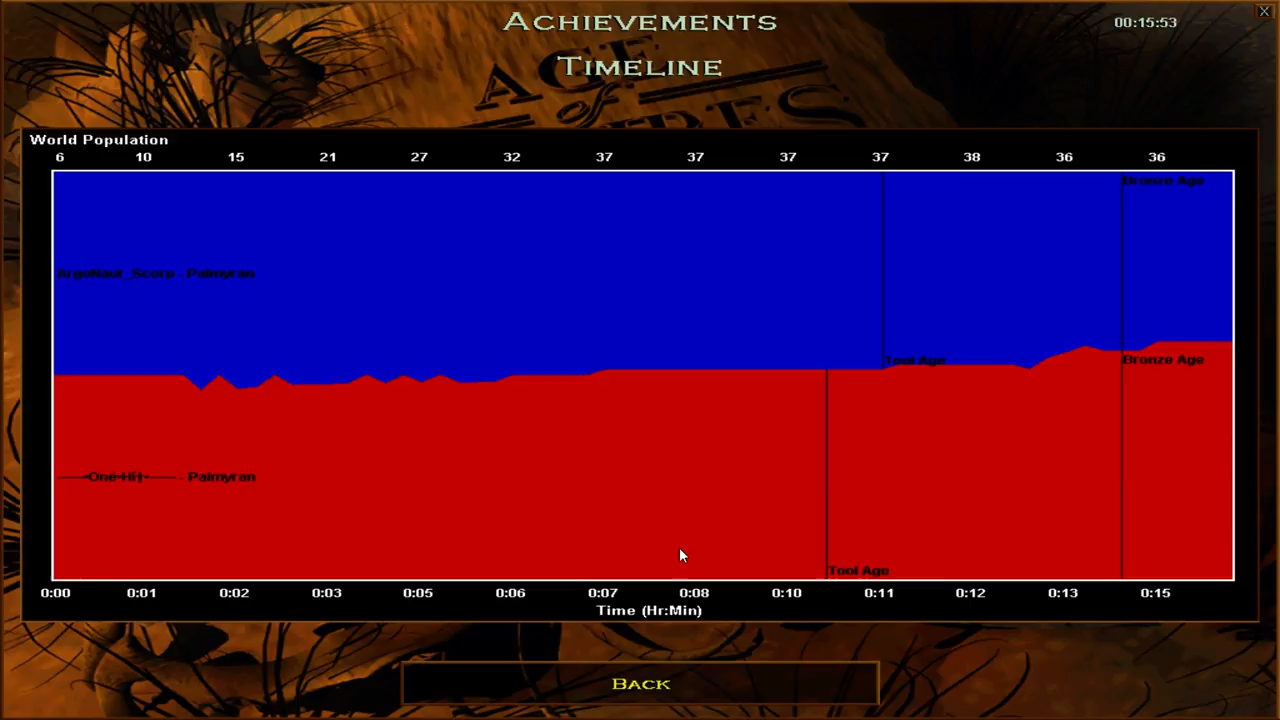 ACHIEVEMENTS
00:15:53
TIMELINE
AGE
of
World Population
6 10 15 21 27 32 37 37 37 37 38 36 36
Bronze Age
ArgoNaut_Scorp - Palmyran
Tool Age
Bronze Age
One-Hit - Palmyran
Tool Age
0:00 0:01 0:02 0:03 0:05 0:06 0:07 0:08 0:10 0:11 0:12 0:13 0:15
Time (Hr:Min)
BACK